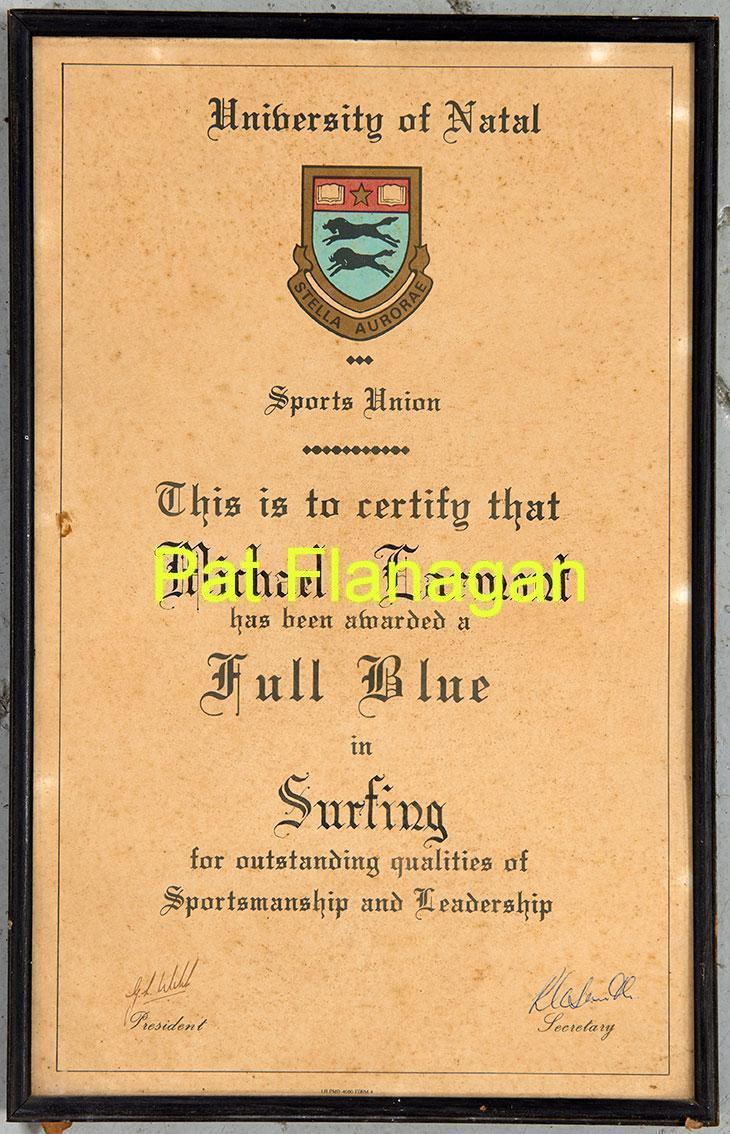 University of Natal
STELLA AURORAE
Sports Union
This is to certify that
Michael
Pat Flanagan
has been awarded a
Full Blue
in
Surfing
for outstanding qualities of
Sportsmanship and Leadership
President
Secretary